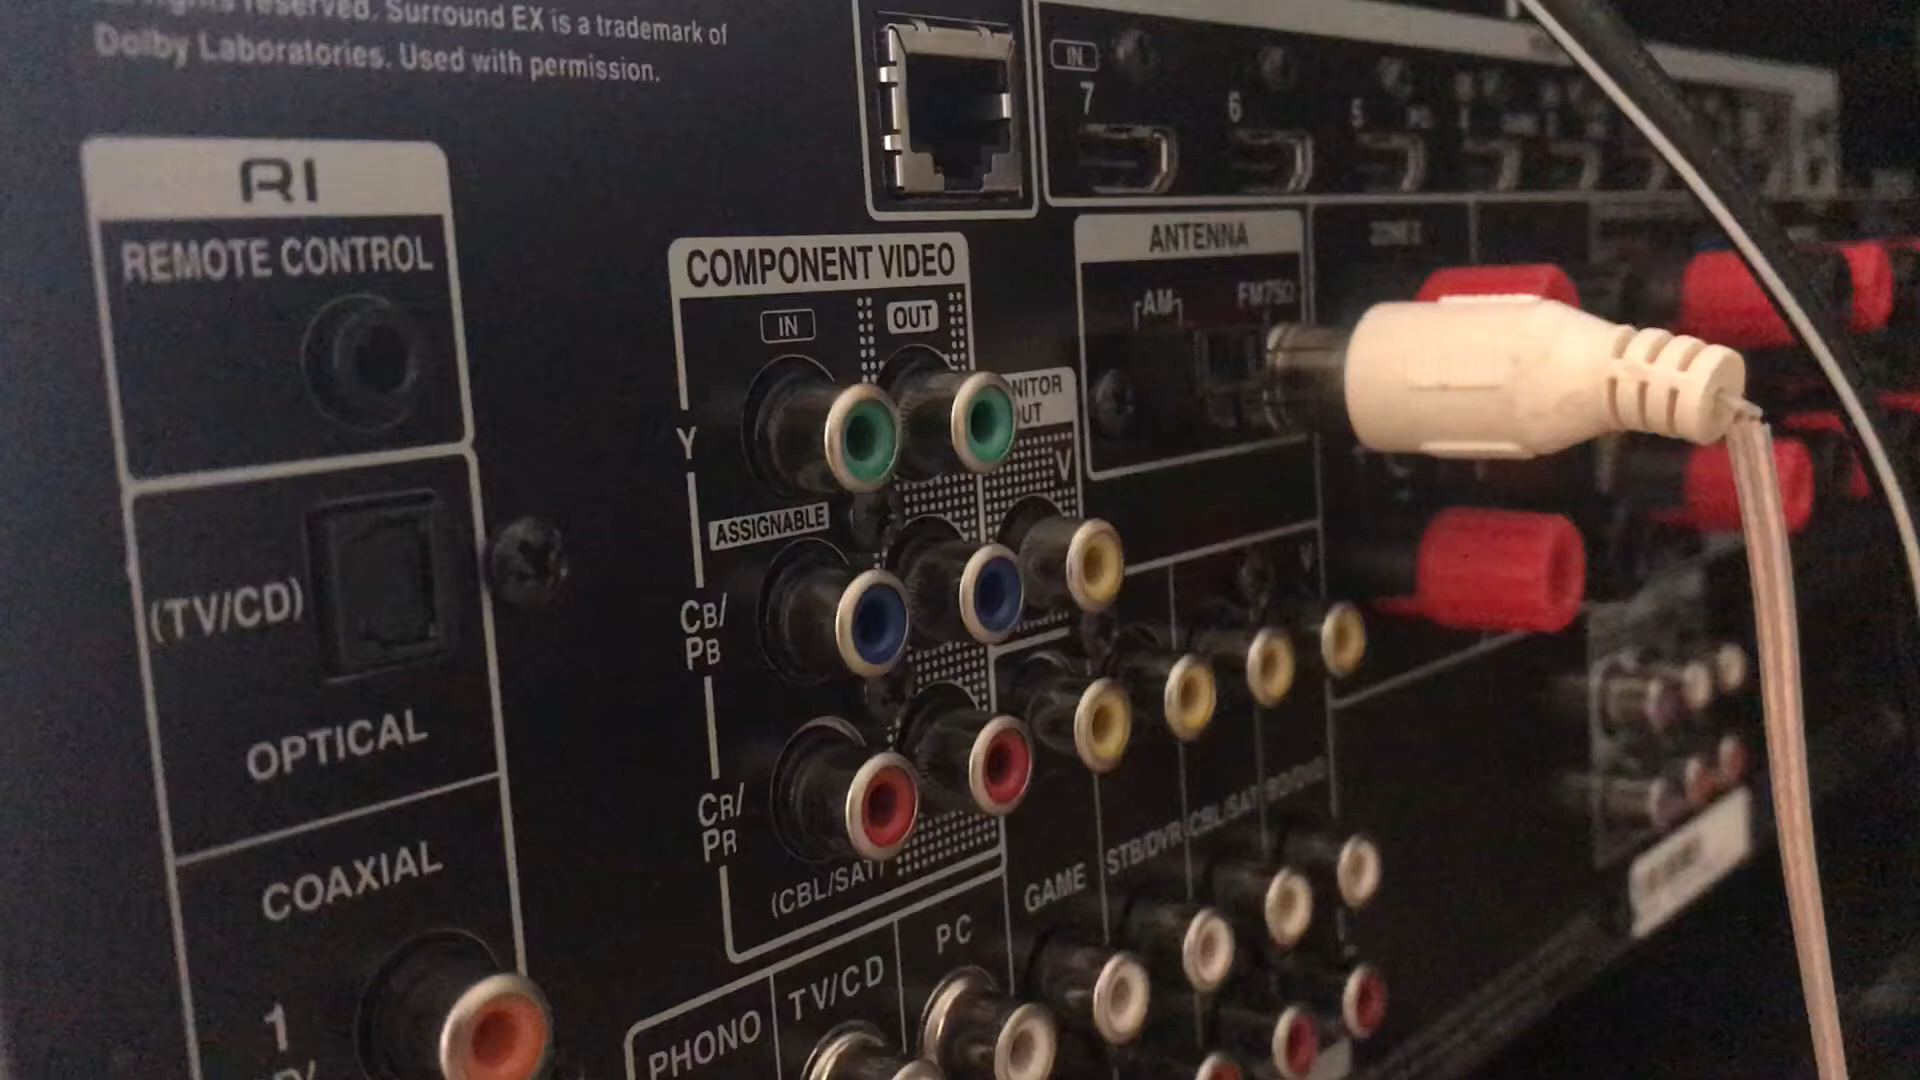 reserved. Surround EX is a trademark of
Dolby Laboratories. Used with permission.
RI
REMOTE CONTROL
(TV/CD)
OPTICAL
COAXIAL
1
IN
7
6
5
COMPONENT VIDEO
IN
OUT
Y
ASSIGNABLE
CB/
PB
CR/
PR
(CBL/SAT)
V
ANTENNA
AM
FM75Ω
V
GAME
STB/DVR
CBL/SAT
PC
TV/CD
PHONO